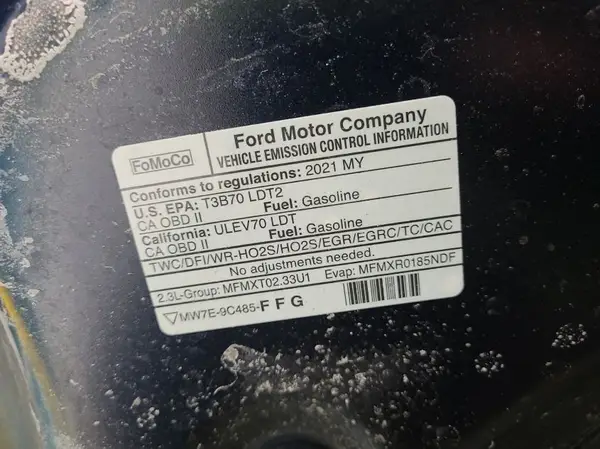 FoMoCo
Ford Motor Company
VEHICLE EMISSION CONTROL INFORMATION
Conforms to regulations: 2021 MY
U.S. EPA: T3B70 LDT2
CA OBD II Fuel: Gasoline
California: ULEV70 LDT
CA OBD II Fuel: Gasoline
TWC/DFI/WR-HO2S/HO2S/EGR/EGRC/TC/CAC
No adjustments needed.
2.3L-Group: MFMXT02.33U1 Evap: MFMXR0185NDF
MW7E-9C485-F F G